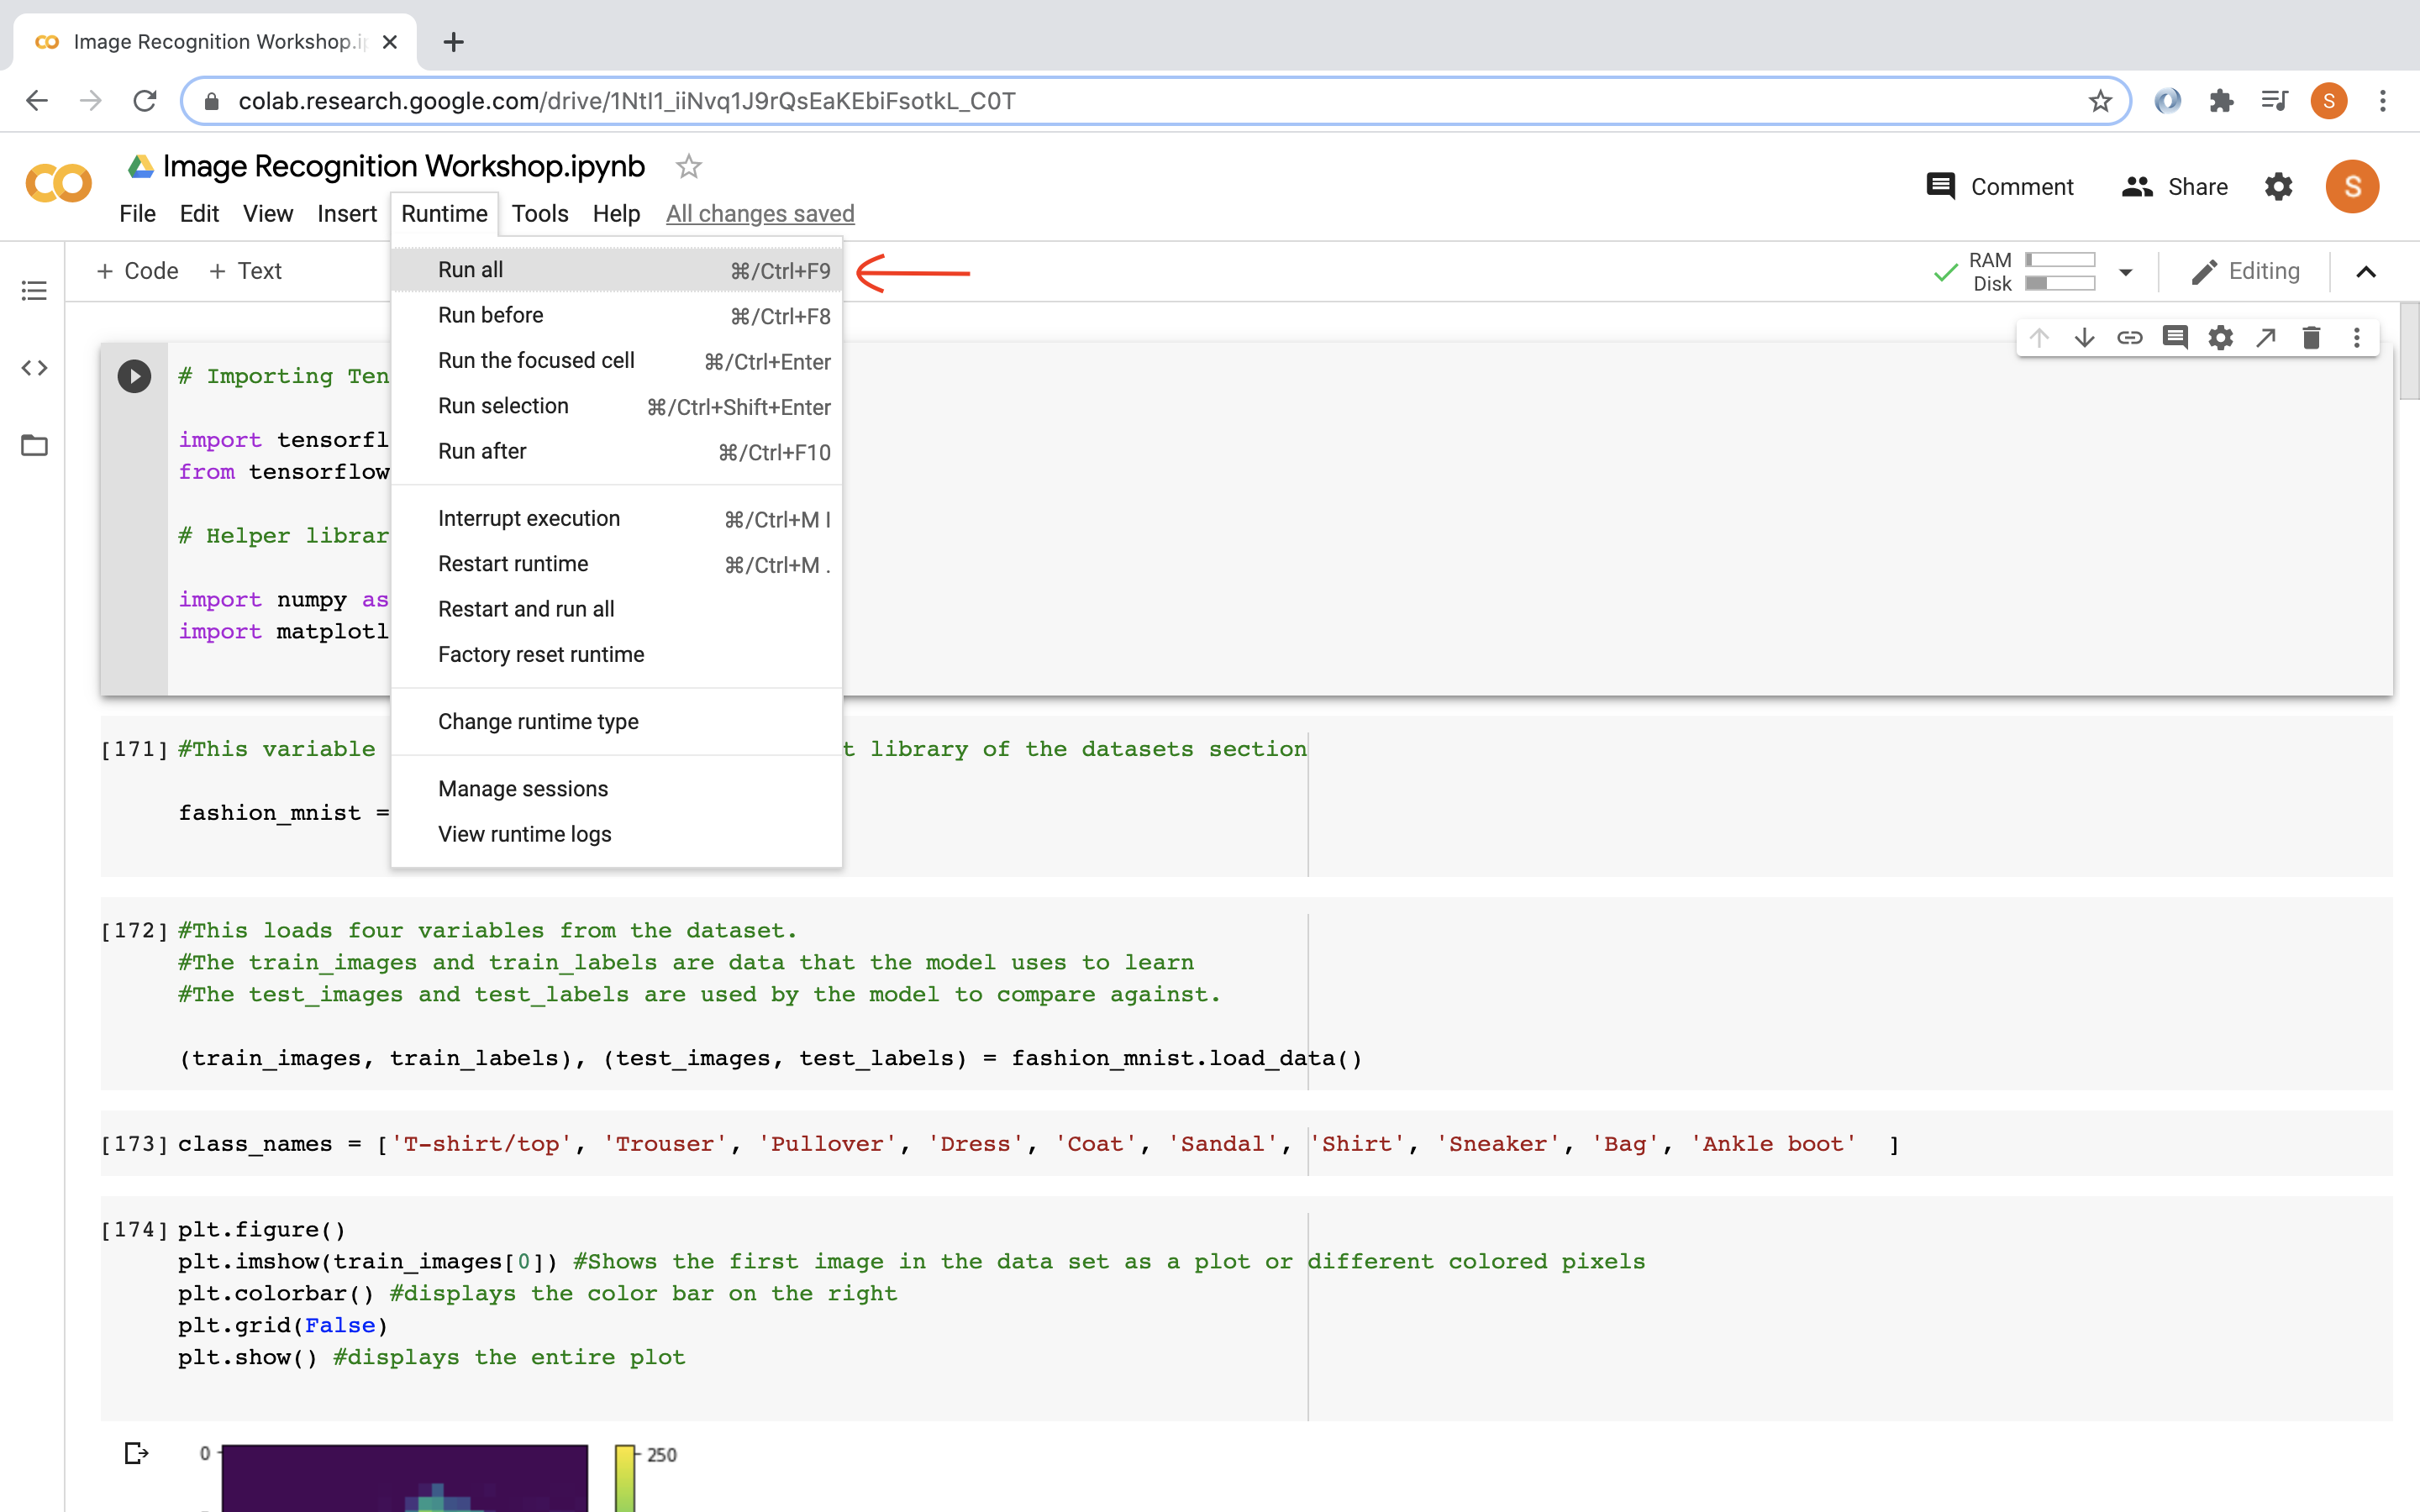 Image Recognition Workshop.ip
colab.research.google.com/drive/1NtI1_iiNvq1J9rQsEaKEbiFsotkL_C0T
S
Image Recognition Workshop.ipynb
Comment
Share
S
File Edit View Insert Runtime Tools Help All changes saved
+ Code + Text
RAM
Disk
Editing
Run all ⌘/Ctrl+F9
Run before ⌘/Ctrl+F8
Run the focused cell ⌘/Ctrl+Enter
Run selection ⌘/Ctrl+Shift+Enter
Run after ⌘/Ctrl+F10
Interrupt execution ⌘/Ctrl+M I
Restart runtime ⌘/Ctrl+M .
Restart and run all
Factory reset runtime
Change runtime type
Manage sessions
View runtime logs
# Importing Ten
import tensorfl
from tensorflow
# Helper librar
import numpy as
import matplotl
[171] #This variable t library of the datasets section
fashion_mnist =
[172] #This loads four variables from the dataset.
#The train_images and train_labels are data that the model uses to learn
#The test_images and test_labels are used by the model to compare against.
(train_images, train_labels), (test_images, test_labels) = fashion_mnist.load_data()
[173] class_names = ['T-shirt/top', 'Trouser', 'Pullover', 'Dress', 'Coat', 'Sandal', 'Shirt', 'Sneaker', 'Bag', 'Ankle boot' ]
[174] plt.figure()
plt.imshow(train_images[0]) #Shows the first image in the data set as a plot or different colored pixels
plt.colorbar() #displays the color bar on the right
plt.grid(False)
plt.show() #displays the entire plot
0
250